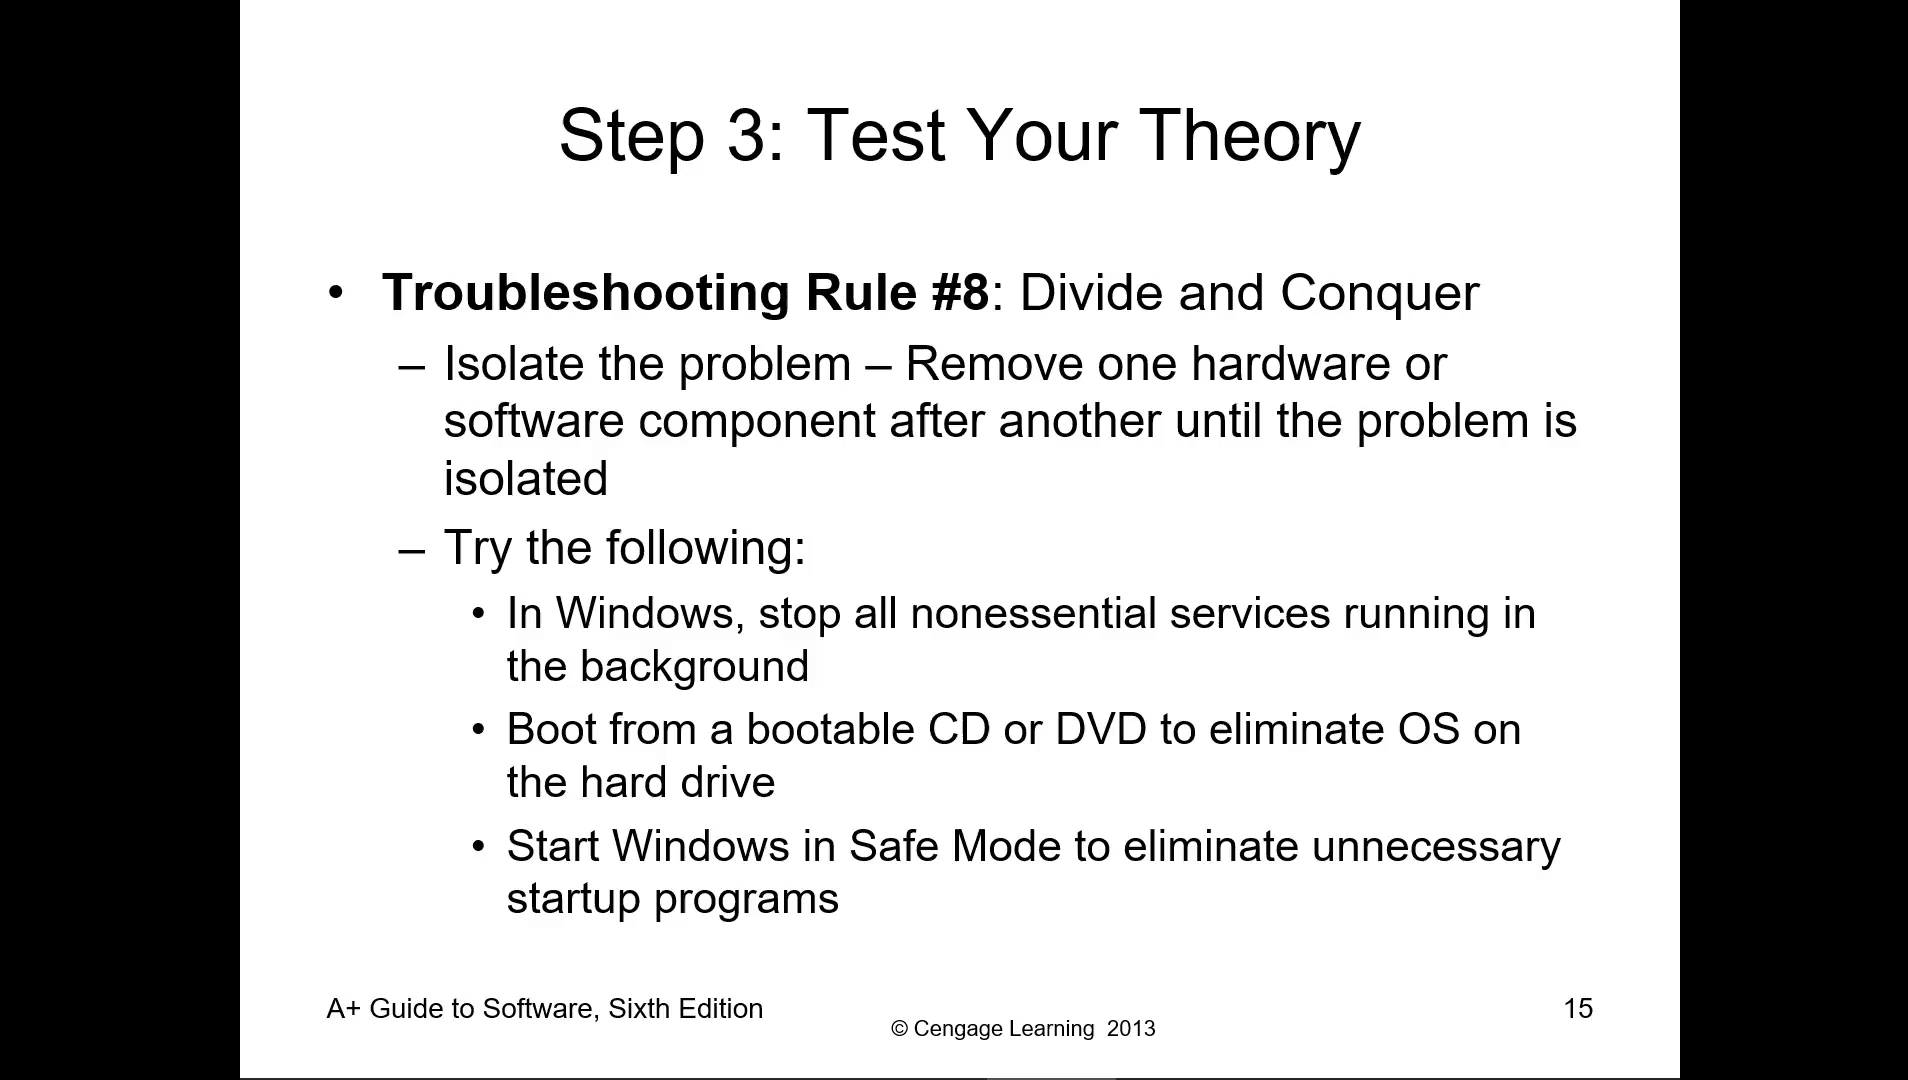 Step 3: Test Your Theory
• Troubleshooting Rule #8: Divide and Conquer
– Isolate the problem – Remove one hardware or
software component after another until the problem is
isolated
– Try the following:
• In Windows, stop all nonessential services running in
the background
• Boot from a bootable CD or DVD to eliminate OS on
the hard drive
• Start Windows in Safe Mode to eliminate unnecessary
startup programs
A+ Guide to Software, Sixth Edition
© Cengage Learning 2013
15